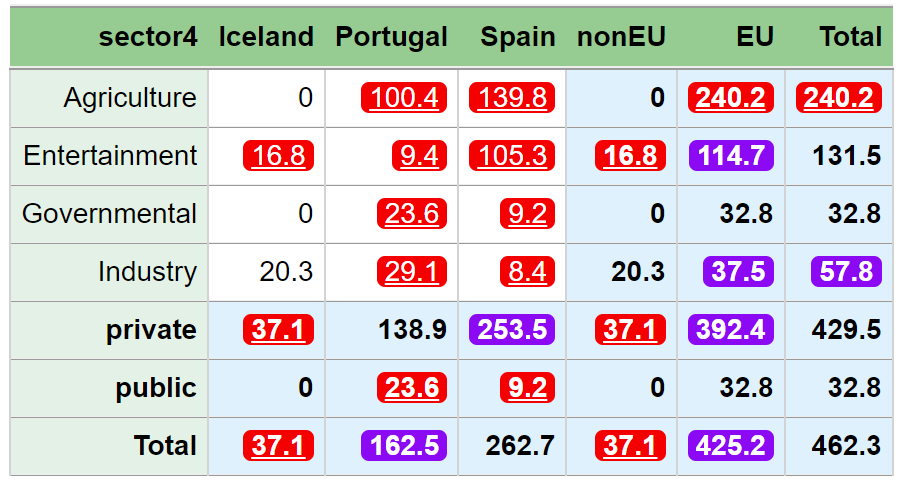 sector4 Iceland Portugal Spain nonEU EU Total
Agriculture 0 100.4 139.8 0 240.2 240.2
Entertainment 16.8 9.4 105.3 16.8 114.7 131.5
Governmental 0 23.6 9.2 0 32.8 32.8
Industry 20.3 29.1 8.4 20.3 37.5 57.8
private 37.1 138.9 253.5 37.1 392.4 429.5
public 0 23.6 9.2 0 32.8 32.8
Total 37.1 162.5 262.7 37.1 425.2 462.3